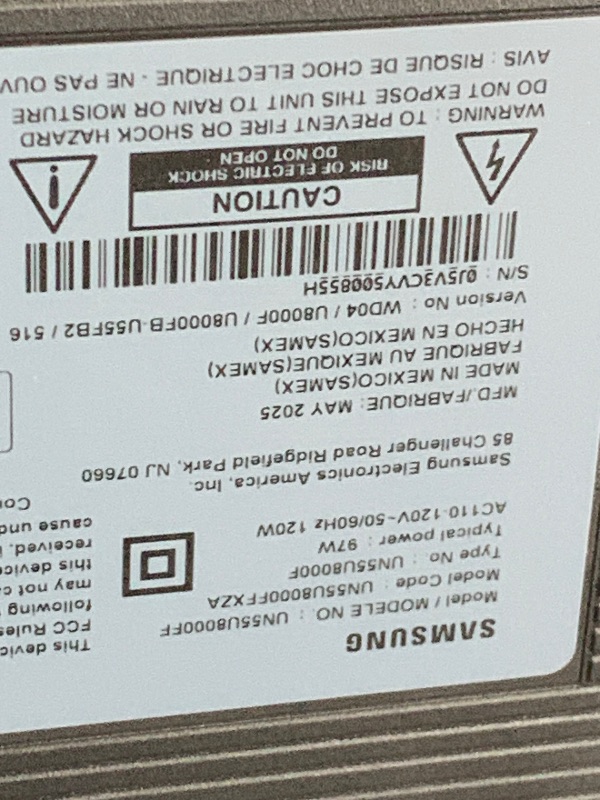 SAMSUNG
Model / MODELE NO. : UN55U8000FF
Model Code : UN55U8000FFXZA
Type No : UN55U8000F
Typical power : 97W
AC110-120V~50/60Hz 120W
Samsung Electronics America, Inc.
85 Challenger Road Ridgefield Park, NJ 07660
MFD./FABRIQUE: MAY 2025
MADE IN MEXICO(SAMEX)
FABRIQUE AU MEXIQUE(SAMEX)
HECHO EN MEXICO(SAMEX)
Version No : WD04 / U8000F / U8000FB-U55FB2 / 516
S/N : 0J5V3CVY500855H
CAUTION
RISK OF ELECTRIC SHOCK
DO NOT OPEN
WARNING : TO PREVENT FIRE OR SHOCK HAZARD
DO NOT EXPOSE THIS UNIT TO RAIN OR MOISTURE
AVIS : RISQUE DE CHOC ELECTRIQUE - NE PAS OUV
This devic
FCC Rules
following
may not c
this device
received, i
cause und
Cor